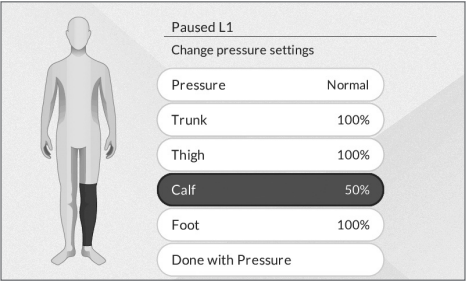 Paused L1
Change pressure settings
Pressure Normal
Trunk 100%
Thigh 100%
Calf 50%
Foot 100%
Done with Pressure